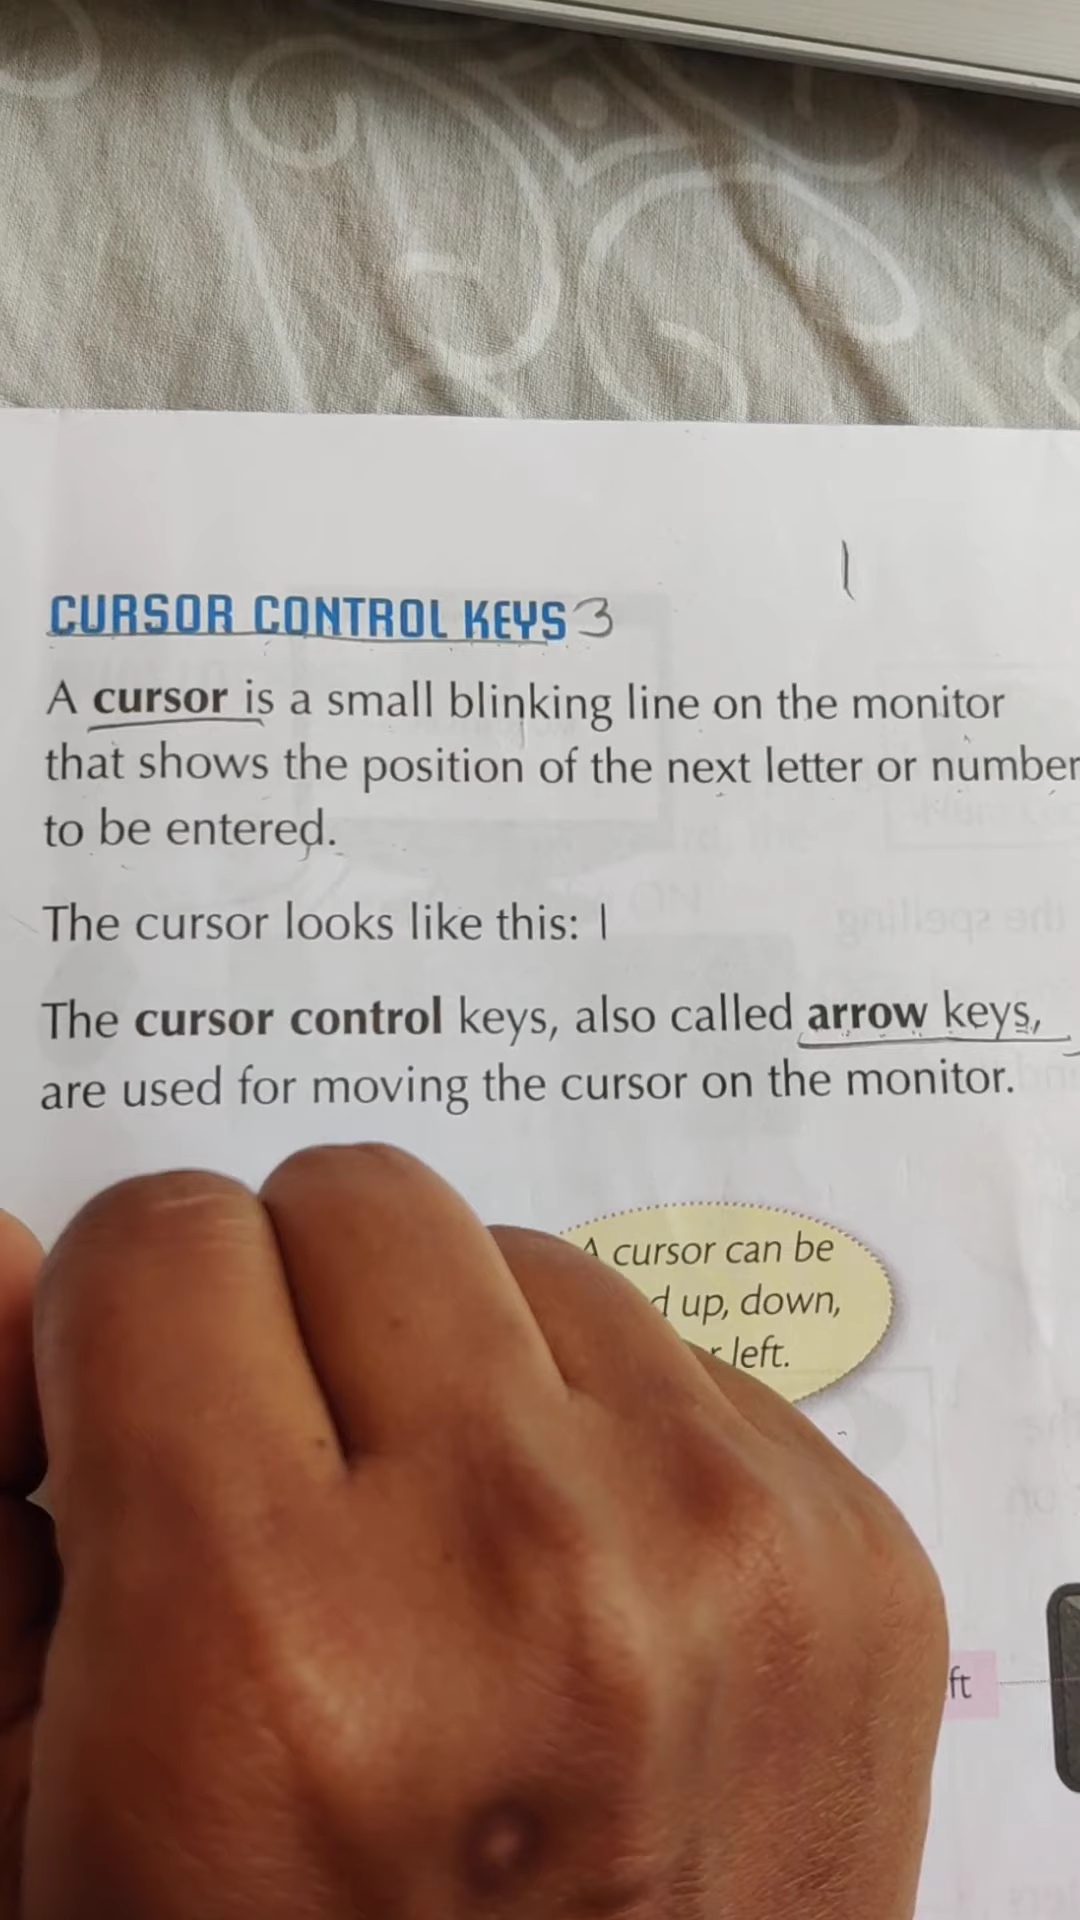 CURSOR CONTROL KEYS 3
A cursor is a small blinking line on the monitor
that shows the position of the next letter or number
to be entered.
The cursor looks like this: |
The cursor control keys, also called arrow keys,
are used for moving the cursor on the monitor.
A cursor can be
up, down,
left.